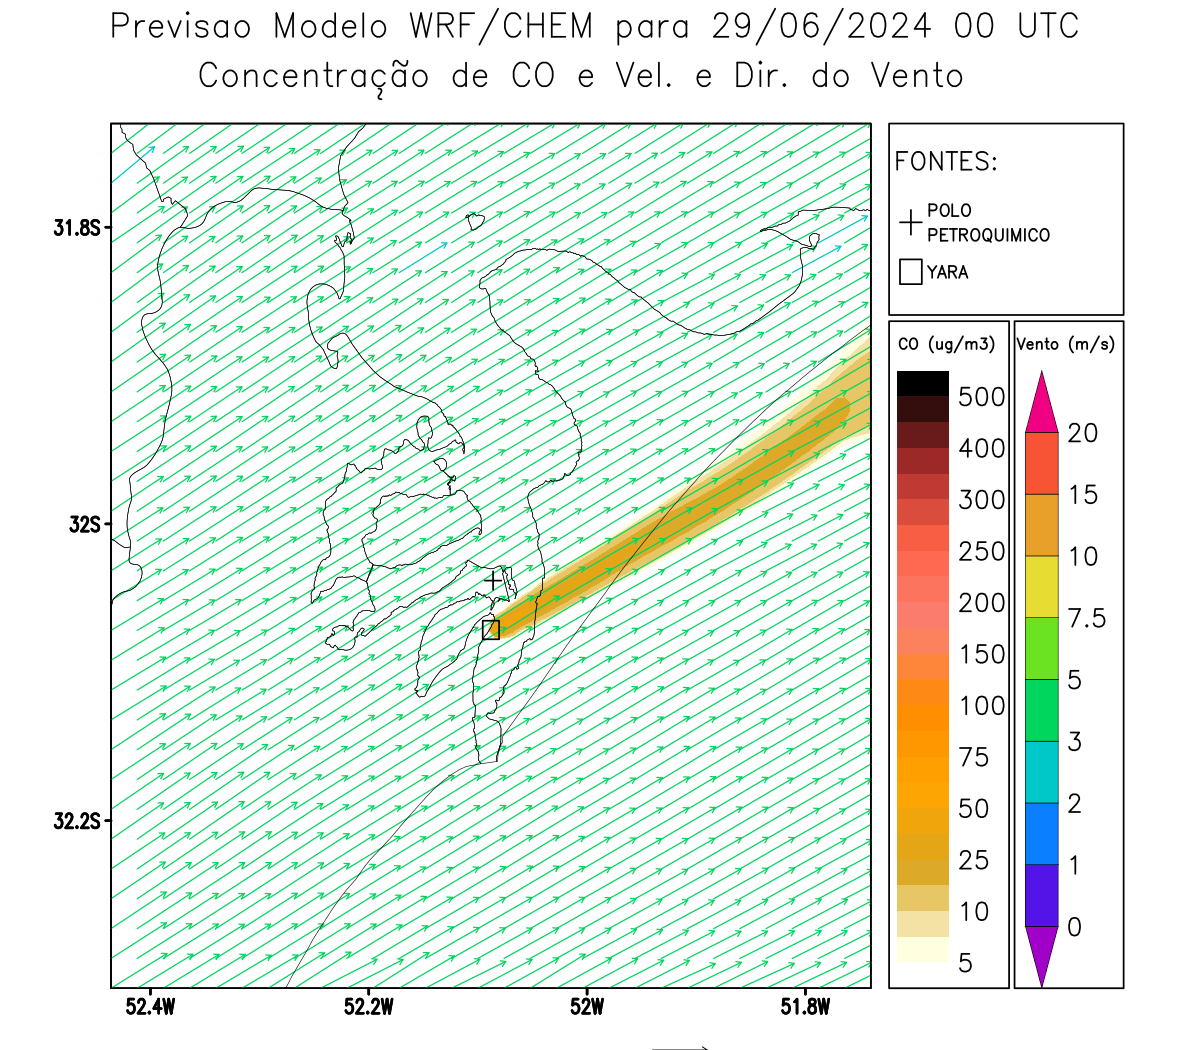 Previsao Modelo WRF/CHEM para 29/06/2024 00 UTC
Concentração de CO e Vel. e Dir. do Vento
FONTES:
POLO
PETROQUIMICO
YARA
CO (ug/m3)
500
400
300
250
200
150
100
75
50
25
10
5
Vento (m/s)
20
15
10
7.5
5
3
2
1
0
31.8S
32S
32.2S
52.4W
52.2W
52W
51.8W